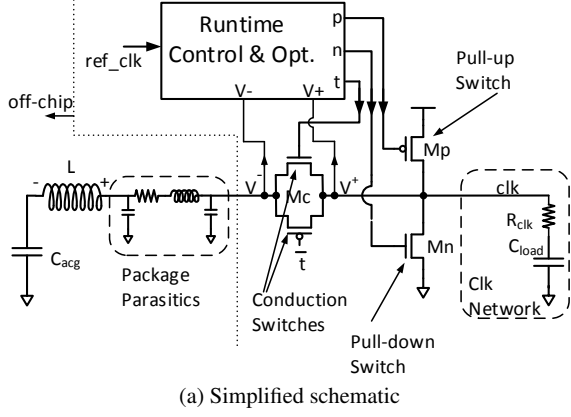 Runtime
Control & Opt.
ref_clk
V-
V+
p
n
t
Pull-up
Switch
off-chip
Mp
L
-
+
V-
Mc
V+
clk
Rclk
Cload
Mn
Cacg
Package
Parasitics
t
Conduction
Switches
Clk
Network
Pull-down
Switch
(a) Simplified schematic